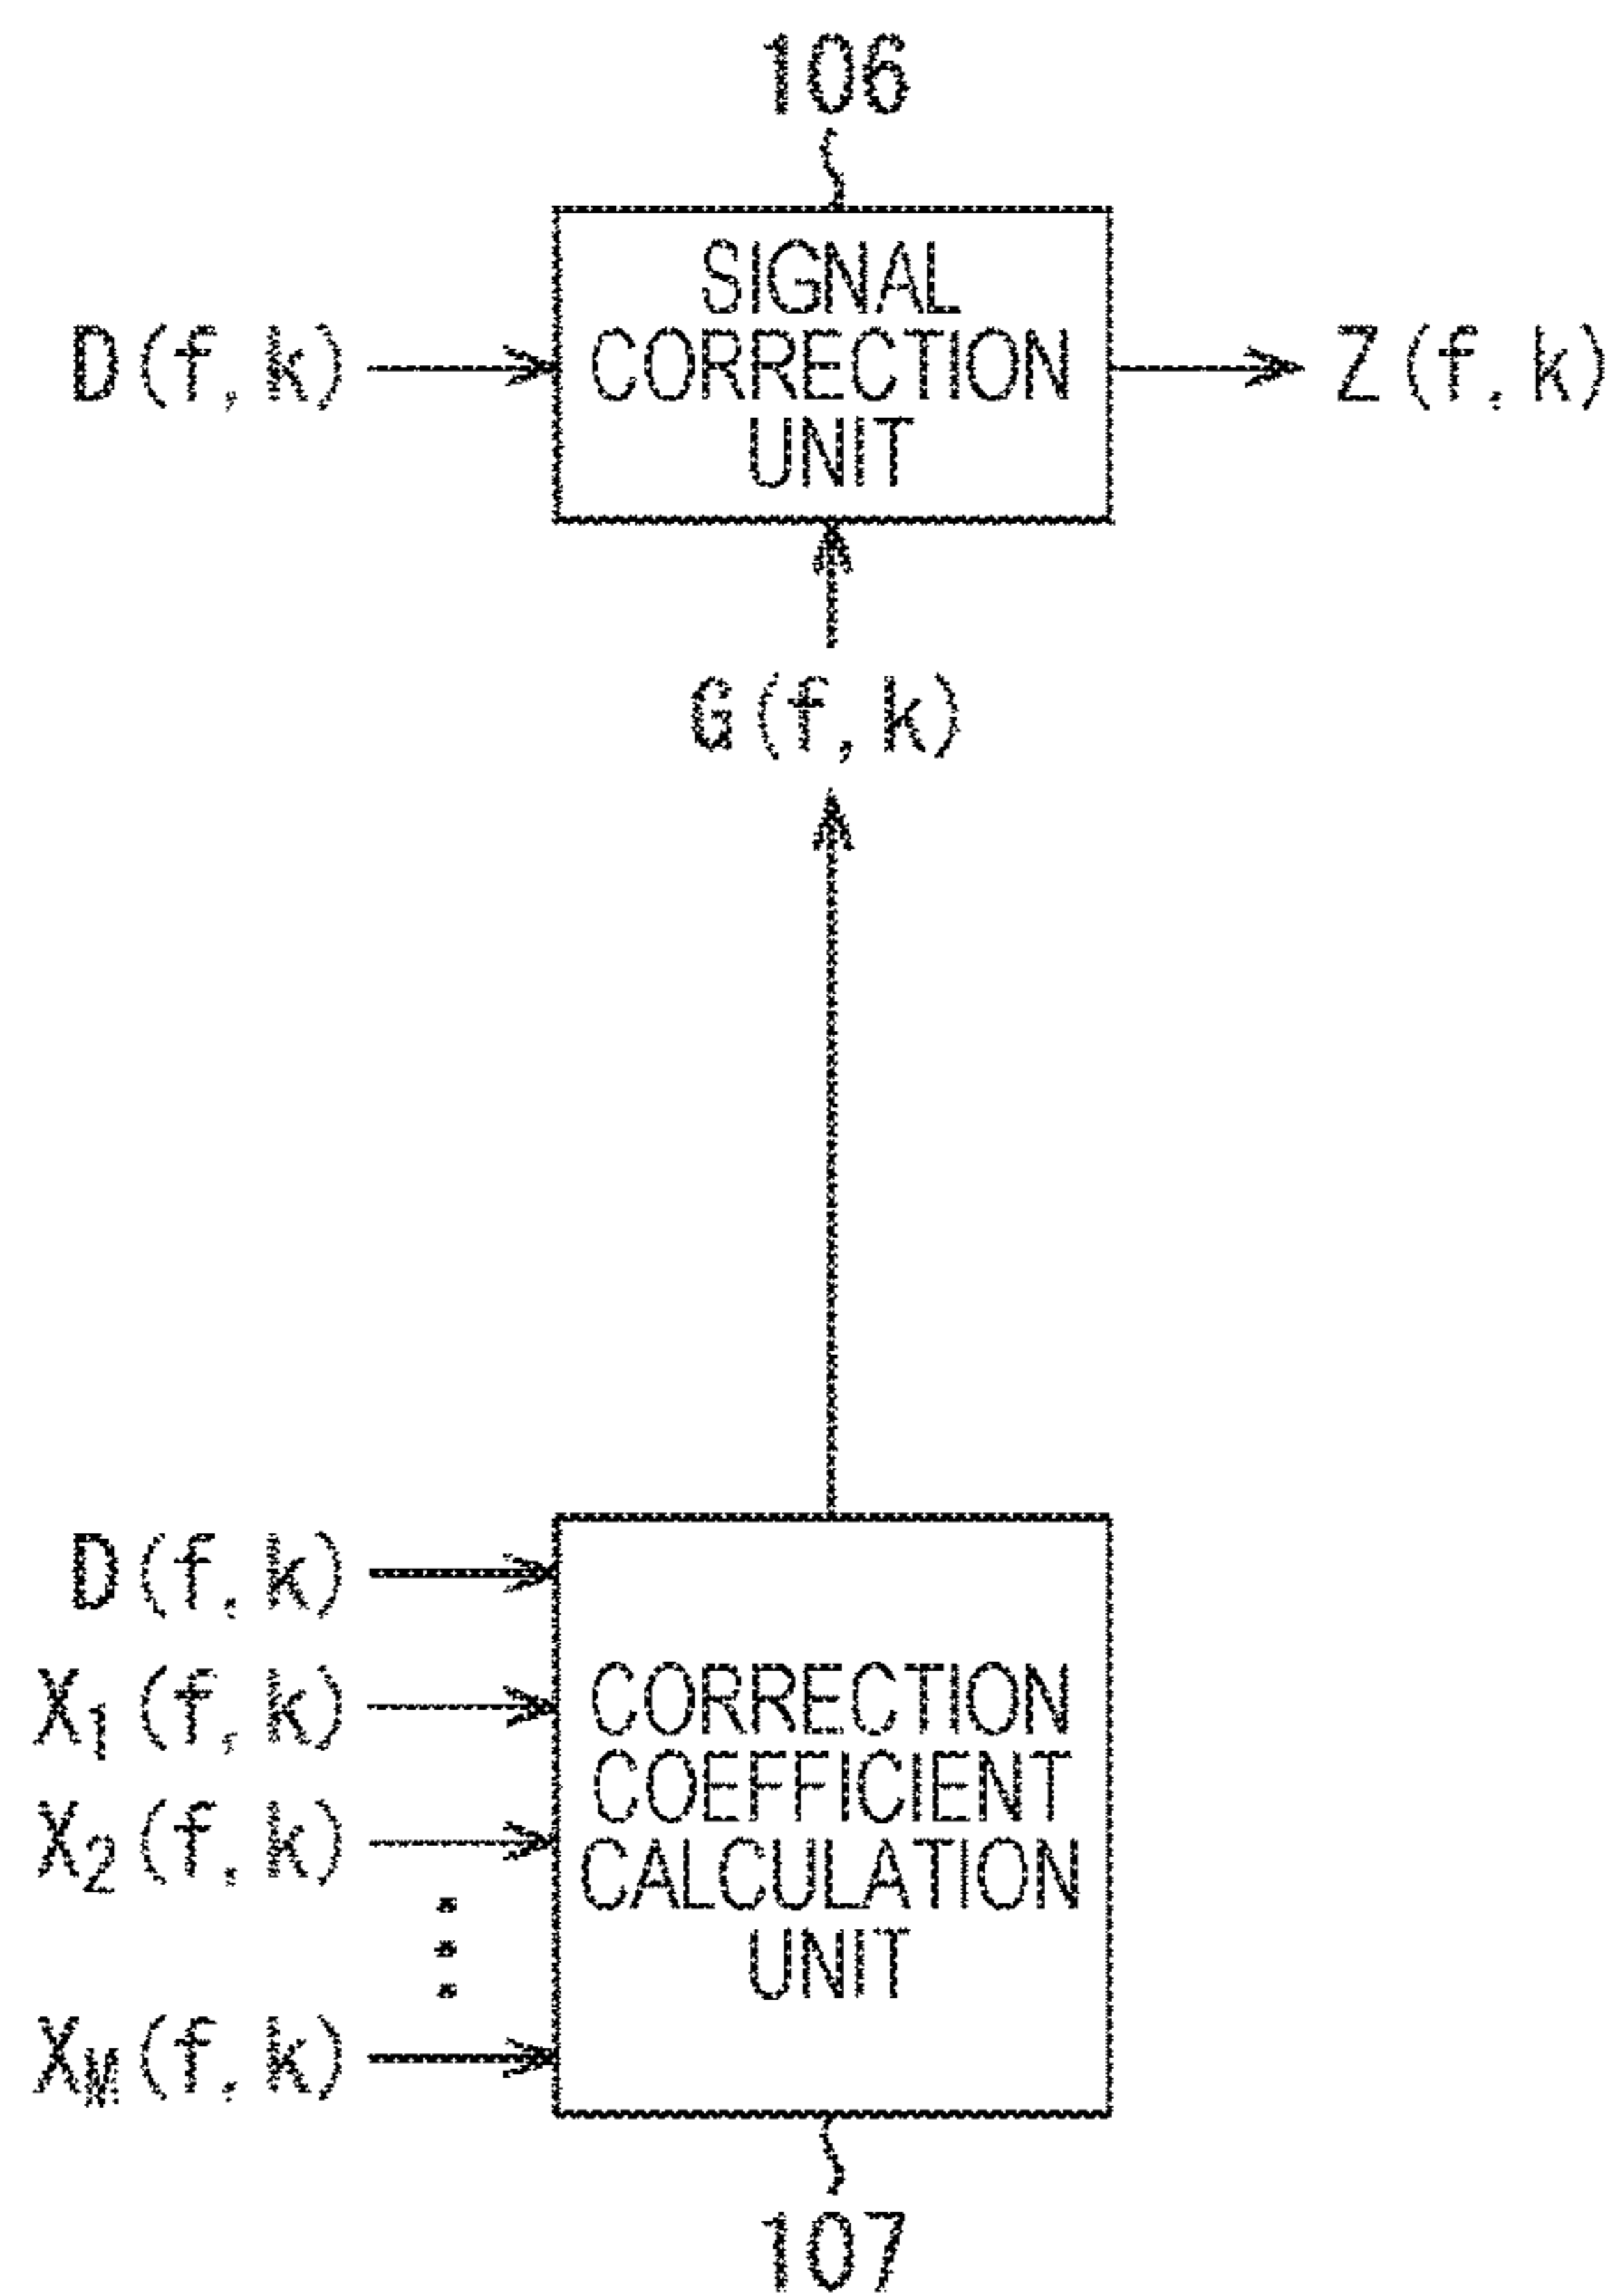 106
SIGNAL
CORRECTION
UNIT
D(f, k)
Z(f, k)
G(f, k)
D(f, k)
X1(f, k)
X2(f, k)
XM(f, k)
CORRECTION
COEFFICIENT
CALCULATION
UNIT
107